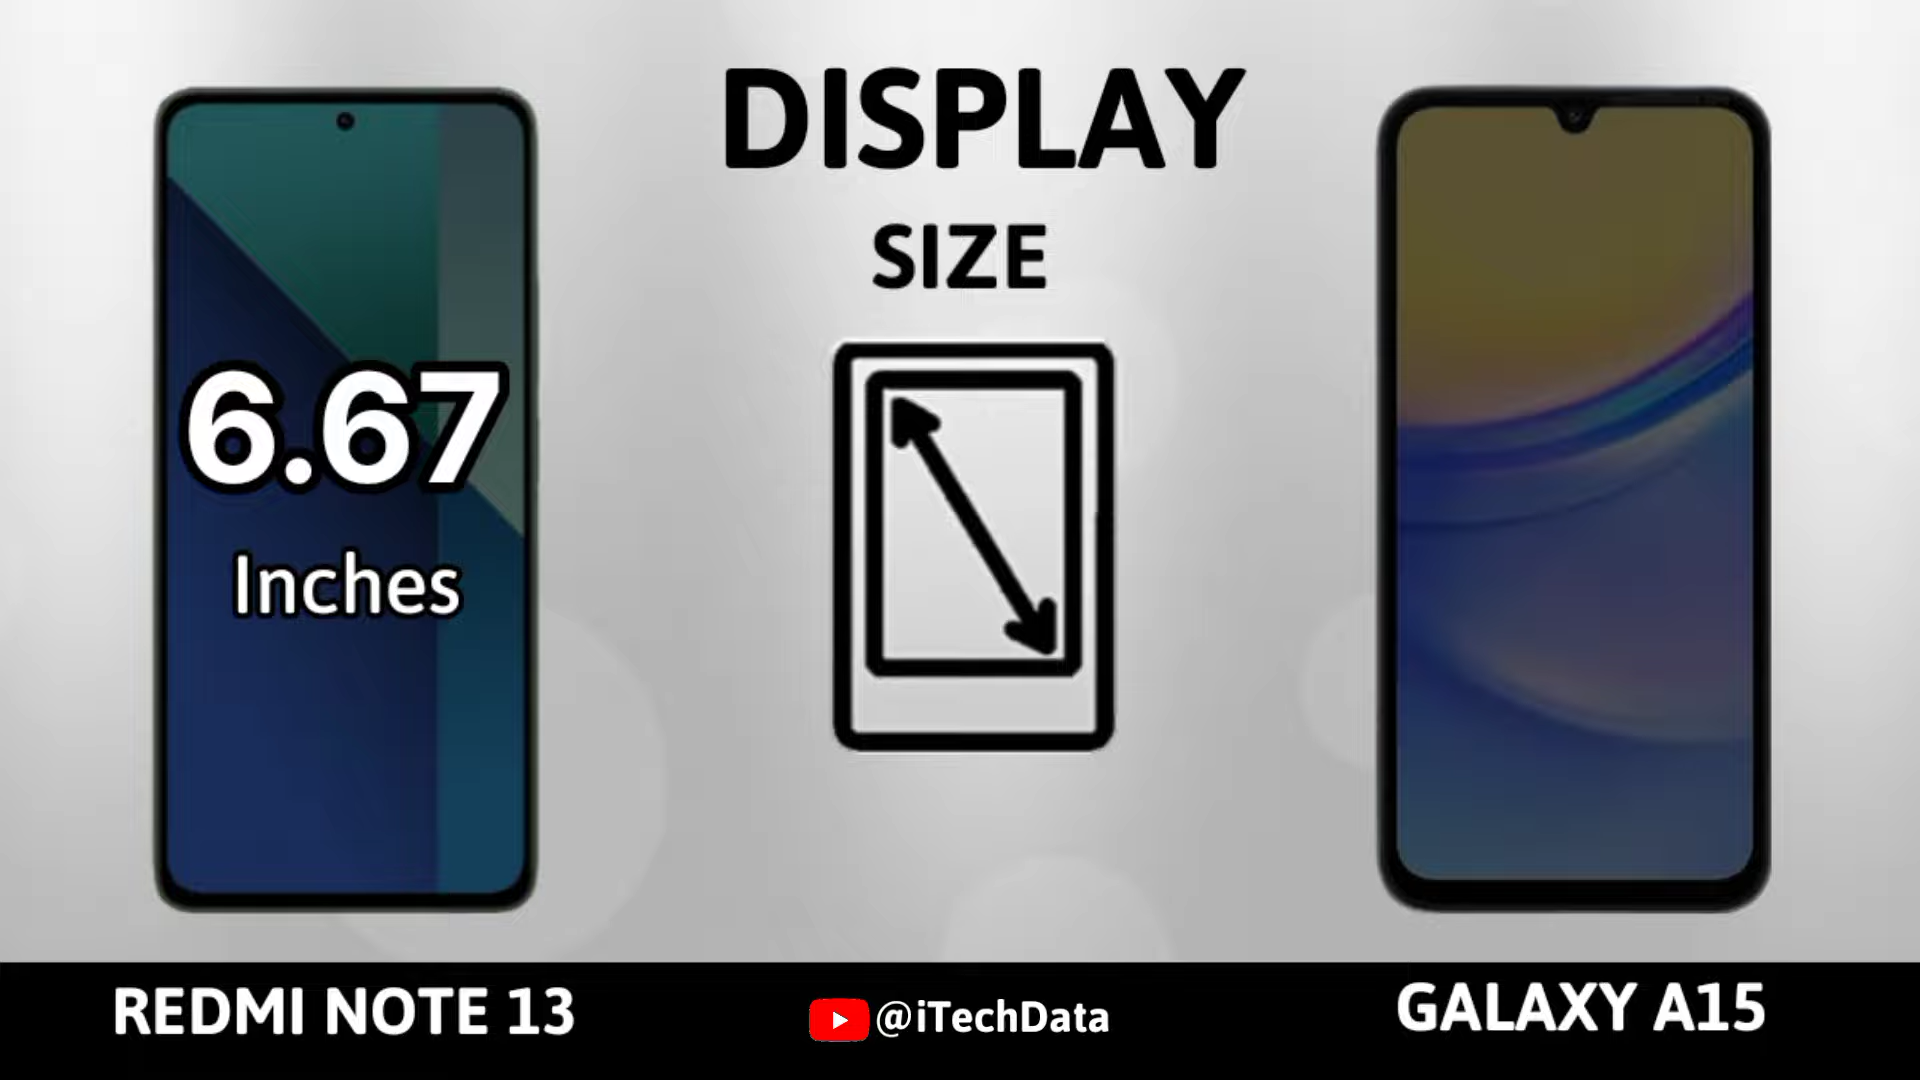 DISPLAY
SIZE
6.67
Inches
REDMI NOTE 13
@iTechData
GALAXY A15